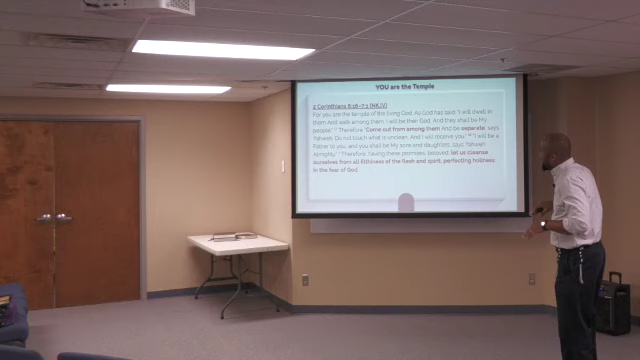 YOU are the Temple
2 Corinthians 6:16-7:1 (NKJV)
For you are the temple of the living God. As God has said: "I will dwell in
them And walk among them. I will be their God, And they shall be My
people." Therefore "Come out from among them And be separate, says
Yahweh. Do not touch what is unclean, And I will receive you." "I will be a
Father to you, and you shall be My sons and daughters, says Yahweh
Almighty." Therefore, having these promises, beloved, let us cleanse
ourselves from all filthiness of the flesh and spirit, perfecting holiness
in the fear of God.